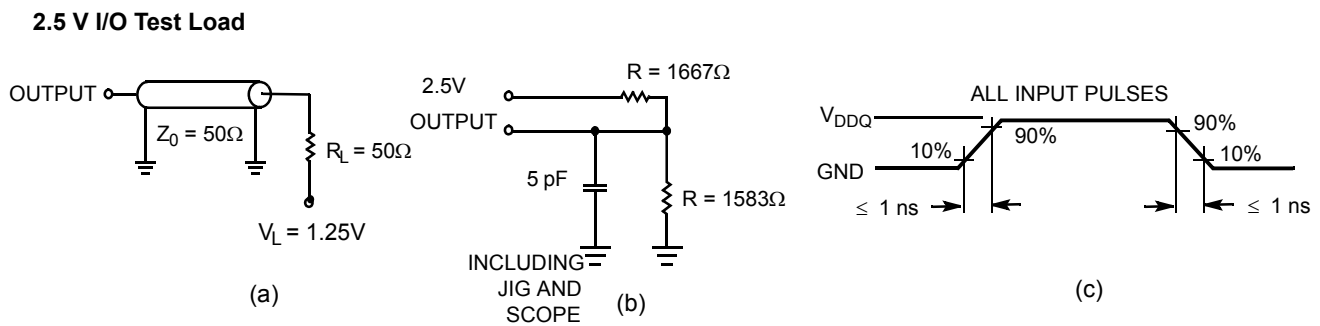 2.5 V I/O Test Load
OUTPUT
Z0 = 50Ω
RL = 50Ω
VL = 1.25V
(a)
2.5V
OUTPUT
R = 1667Ω
5 pF
R = 1583Ω
INCLUDING
JIG AND
SCOPE
(b)
ALL INPUT PULSES
VDDQ
GND
10%
90%
90%
10%
≤ 1 ns
≤ 1 ns
(c)